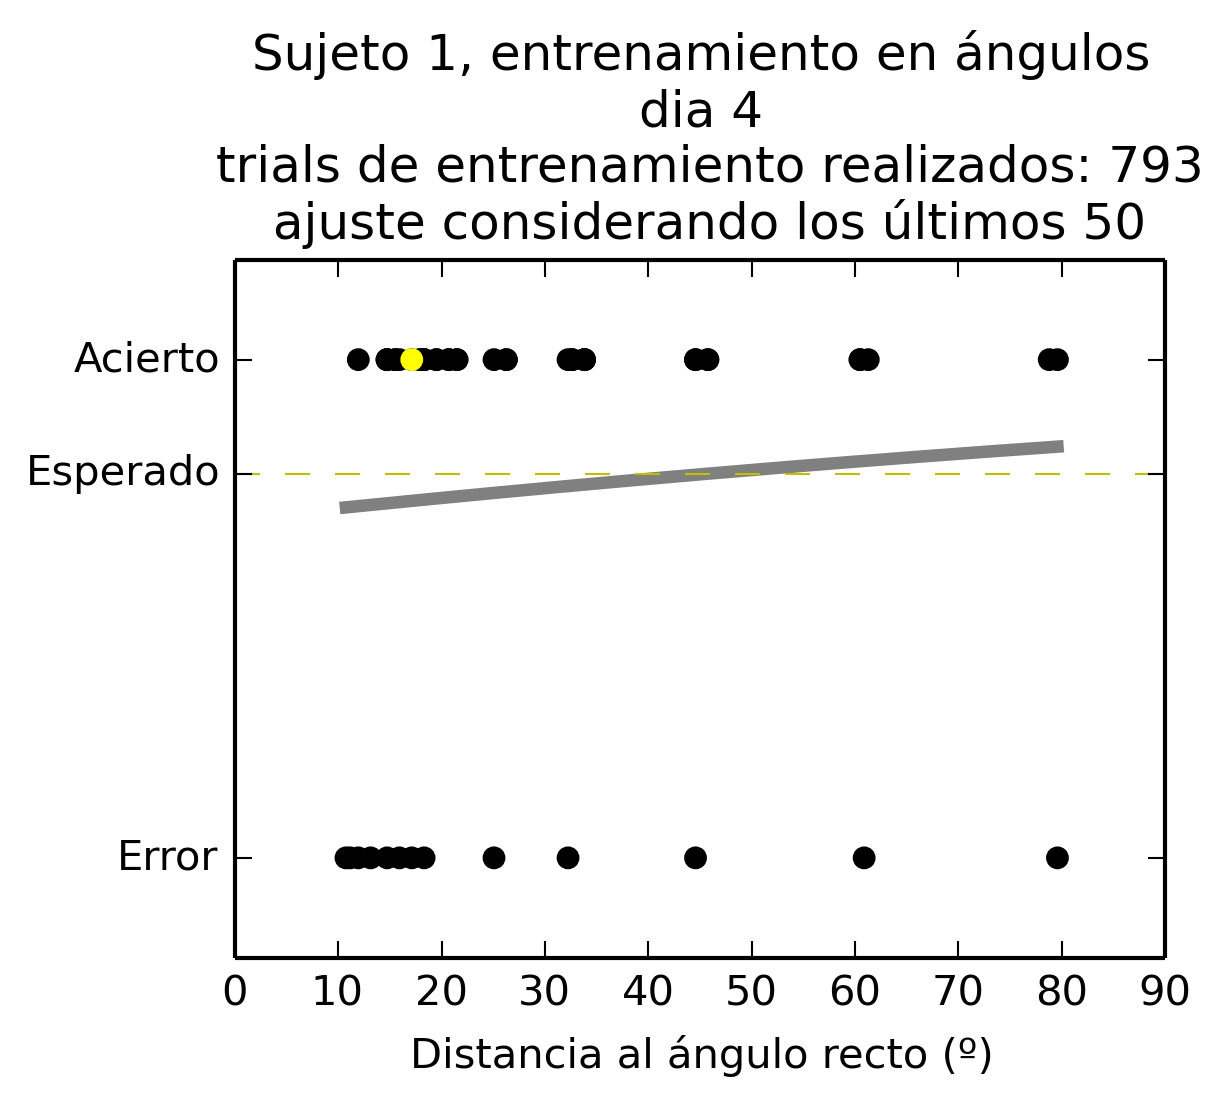 Sujeto 1, entrenamiento en ángulos
dia 4
trials de entrenamiento realizados: 793
ajuste considerando los últimos 50
Acierto
Esperado
Error
0 10 20 30 40 50 60 70 80 90
Distancia al ángulo recto (º)